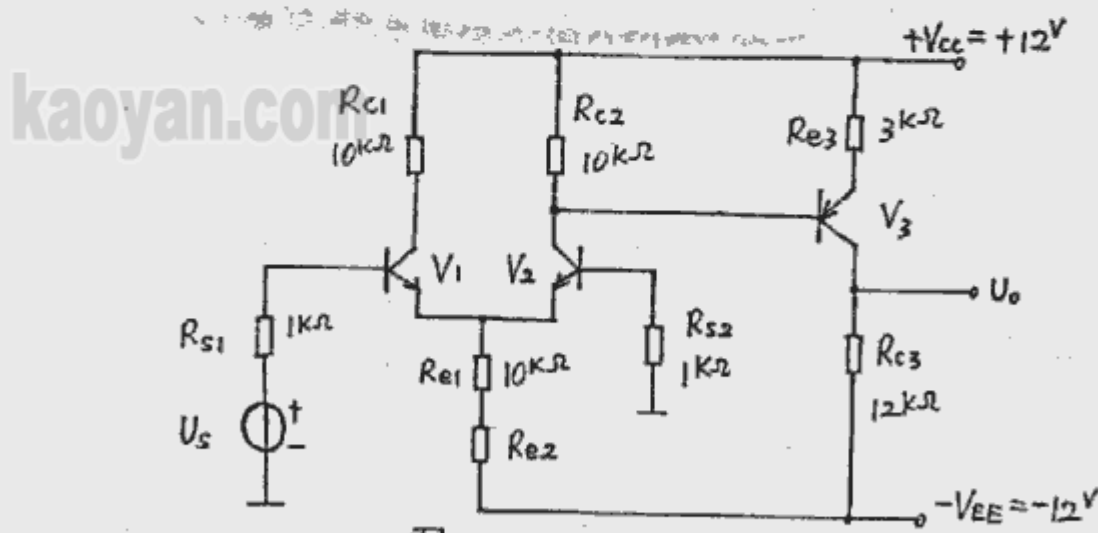 +Vcc = +12V
kaoyan.com
Rc1
10kΩ
Rc2
10kΩ
Re3
3kΩ
V1
V2
V3
Rs1
1kΩ
Re1
10kΩ
Rs2
1kΩ
Uo
Rc3
12kΩ
Us
+
-
Re2
-VEE = -12V